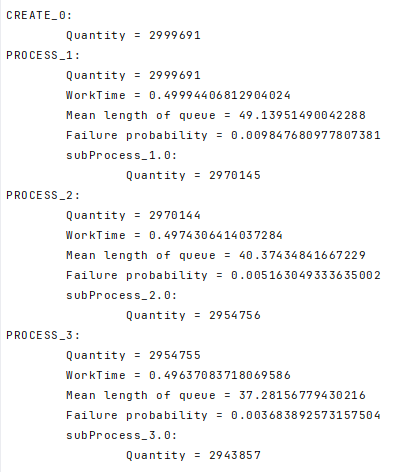 CREATE_0:
Quantity = 2999691
PROCESS_1:
Quantity = 2999691
WorkTime = 0.49994406812904024
Mean length of queue = 49.13951490042288
Failure probability = 0.009847680977807381
subProcess_1.0:
Quantity = 2970145
PROCESS_2:
Quantity = 2970144
WorkTime = 0.4974306414037284
Mean length of queue = 40.37434841667229
Failure probability = 0.005163049333635002
subProcess_2.0:
Quantity = 2954756
PROCESS_3:
Quantity = 2954755
WorkTime = 0.49637083718069586
Mean length of queue = 37.28156779430216
Failure probability = 0.003683892573157504
subProcess_3.0:
Quantity = 2943857